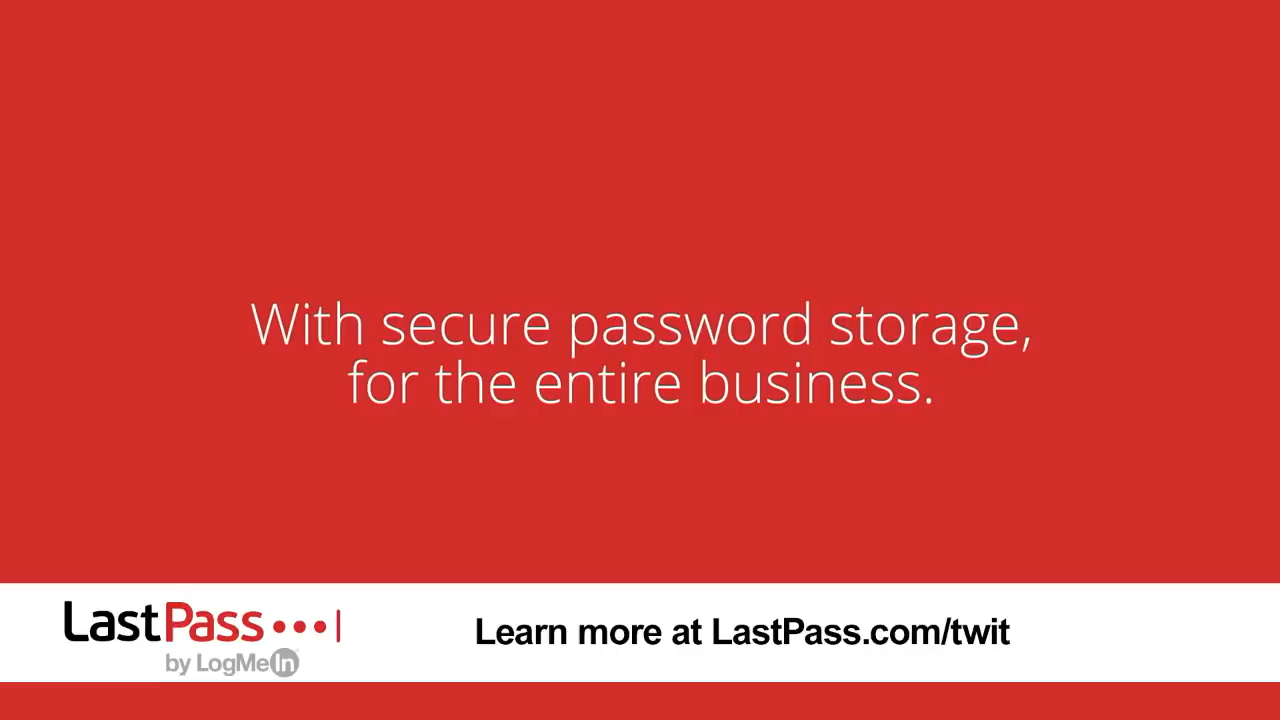 With secure password storage,
for the entire business.
LastPass
by LogMeIn
Learn more at LastPass.com/twit